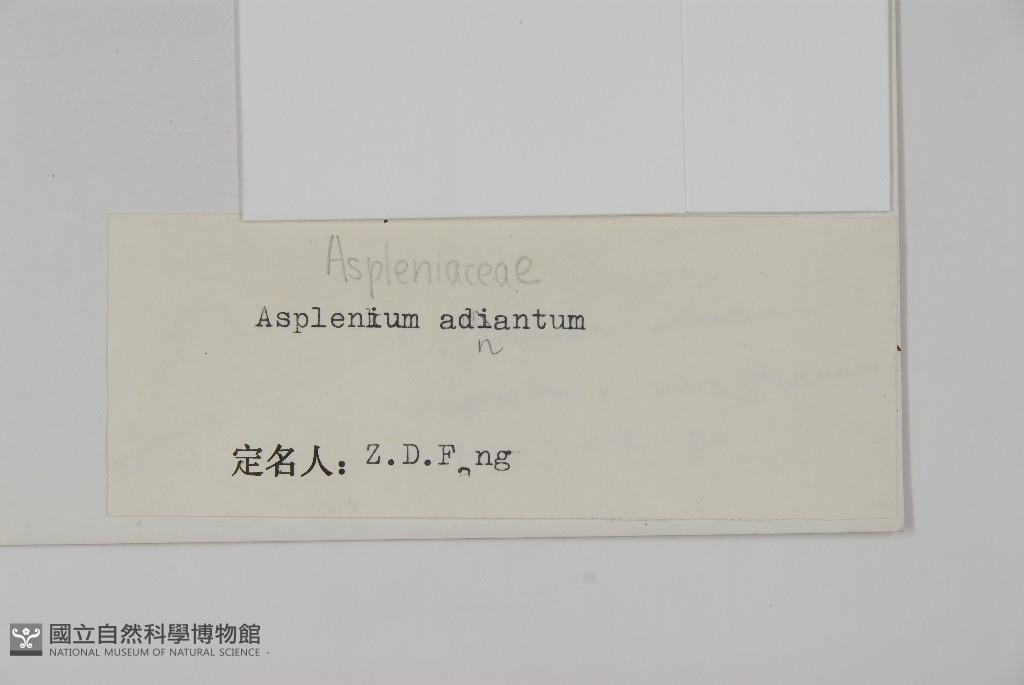 Aspleniaceae
Asplenium adiantum
n
定名人: Z.D.Fang
國立自然科學博物館
NATIONAL MUSEUM OF NATURAL SCIENCE